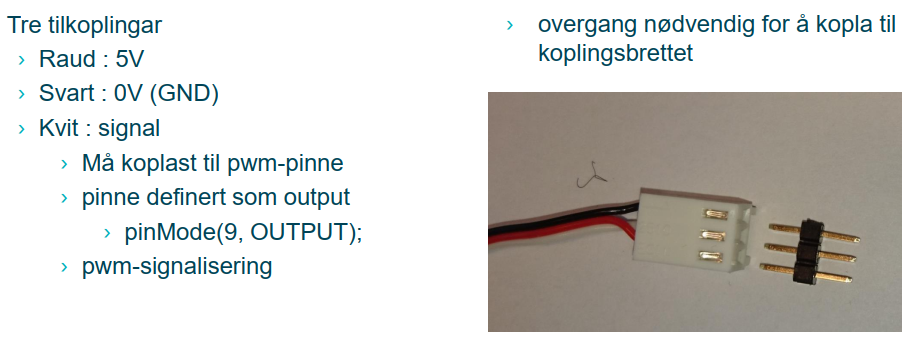 Tre tilkoplingar
› Raud : 5V
› Svart : 0V (GND)
› Kvit : signal
› Må koplast til pwm-pinne
› pinne definert som output
› pinMode(9, OUTPUT);
› pwm-signalisering
› overgang nødvendig for å kopla til
koplingsbrettet